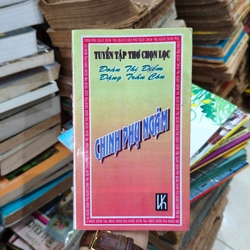 TUYỂN TẬP THƠ CHỌN LỌC
Đoàn Thị Điểm
Đặng Trần Côn
CHINH PHỤ NGÂM